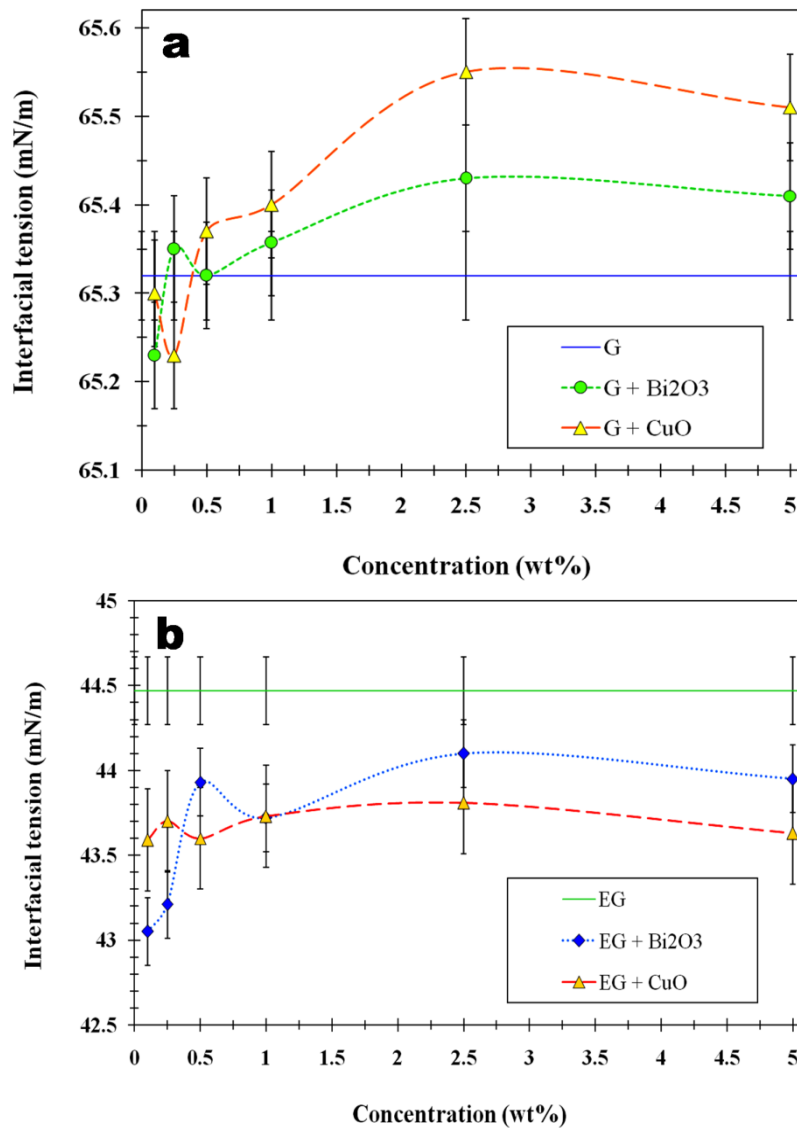 a
Interfacial tension (mN/m)
65.6
65.5
65.4
65.3
65.2
65.1
0 0.5 1 1.5 2 2.5 3 3.5 4 4.5 5
Concentration (wt%)
G
G + Bi2O3
G + CuO
b
Interfacial tension (mN/m)
45
44.5
44
43.5
43
42.5
0 0.5 1 1.5 2 2.5 3 3.5 4 4.5 5
Concentration (wt%)
EG
EG + Bi2O3
EG + CuO